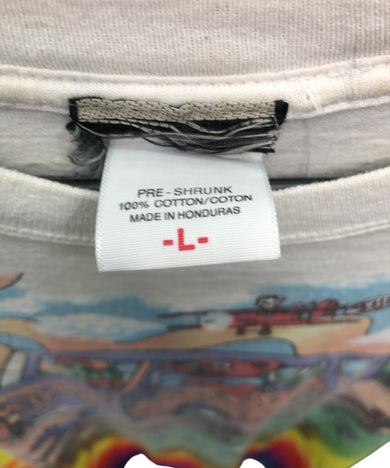 PRE-SHRUNK
100% COTTON/COTON
MADE IN HONDURAS
-L-